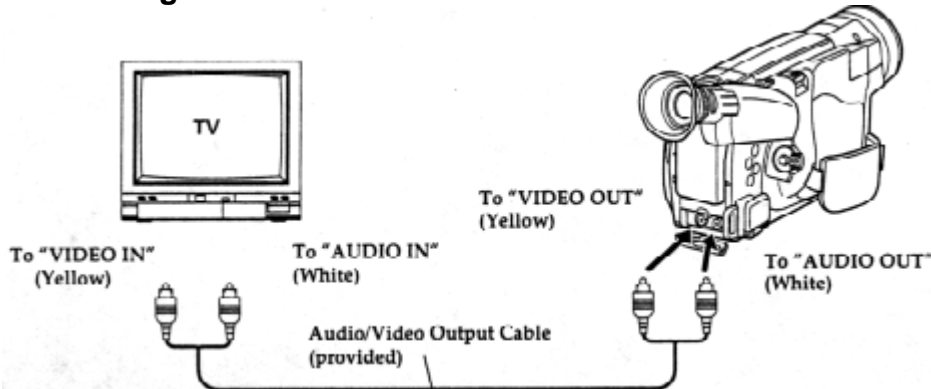 TV
To "VIDEO OUT"
(Yellow)
To "VIDEO IN"
(Yellow)
To "AUDIO IN"
(White)
To "AUDIO OUT"
(White)
Audio/Video Output Cable
(provided)